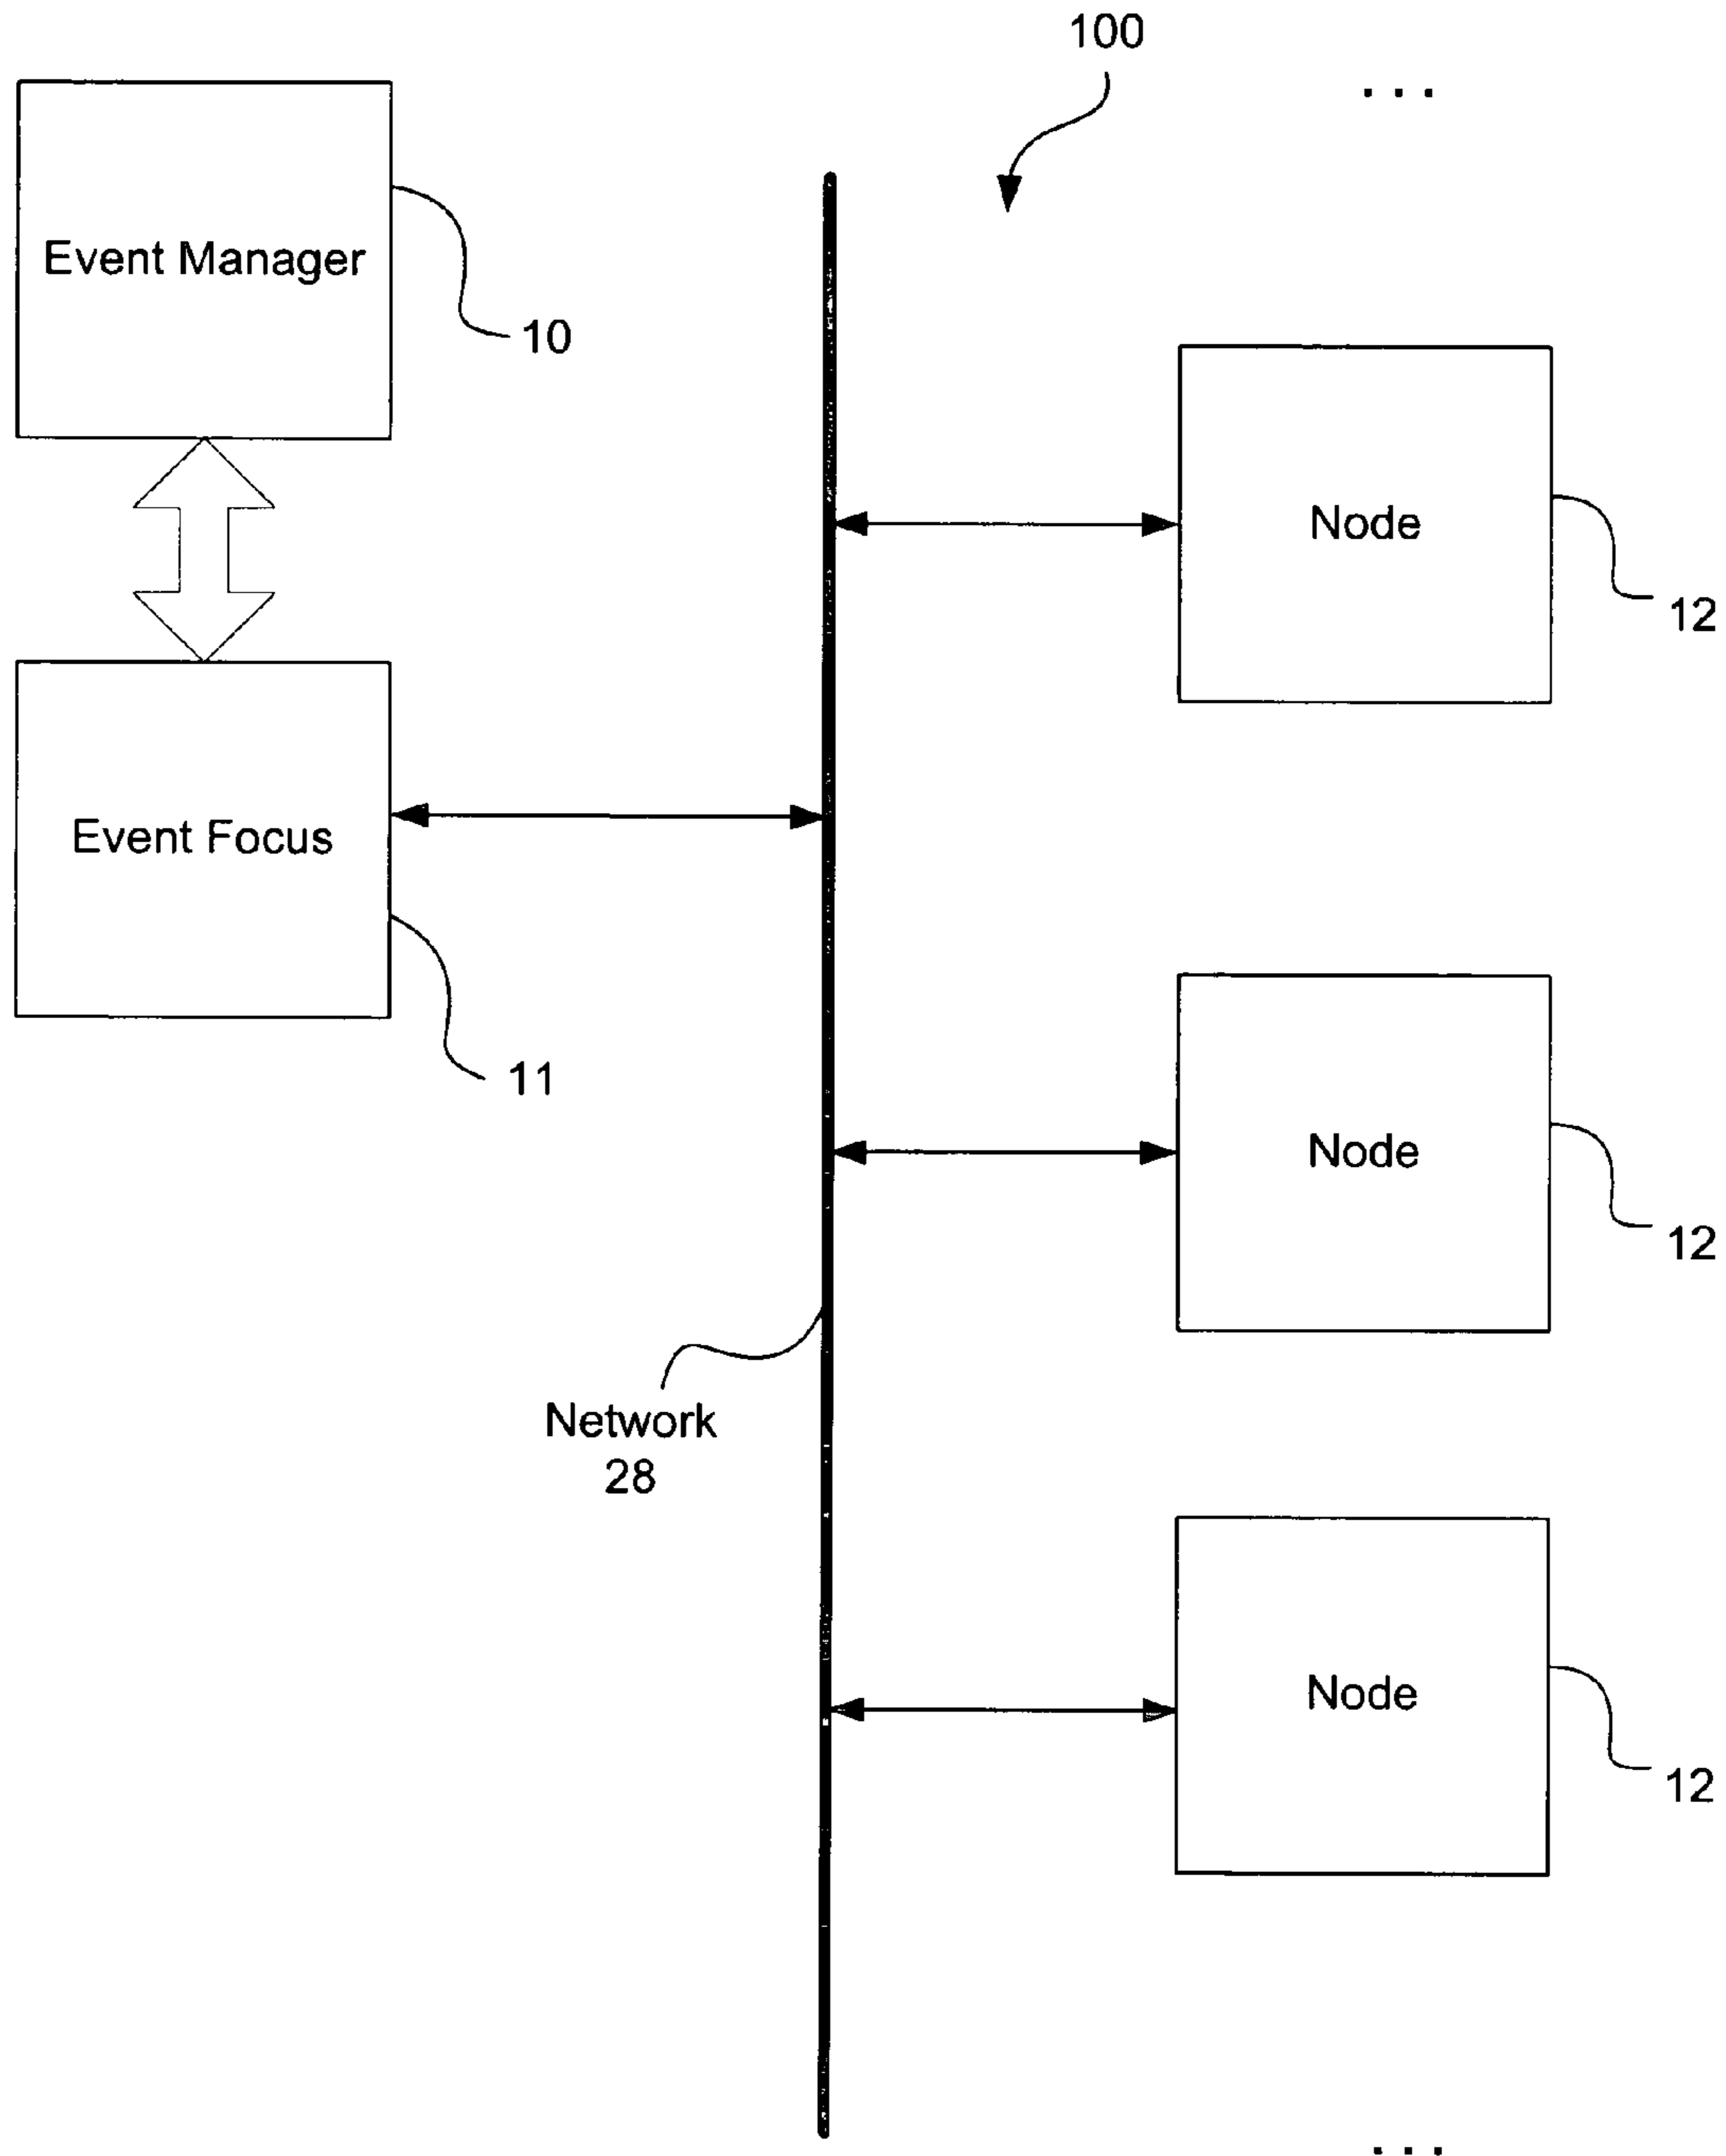 100
. . .
Event Manager
10
Node
12
Event Focus
11
Node
12
Network
28
Node
12
. . .